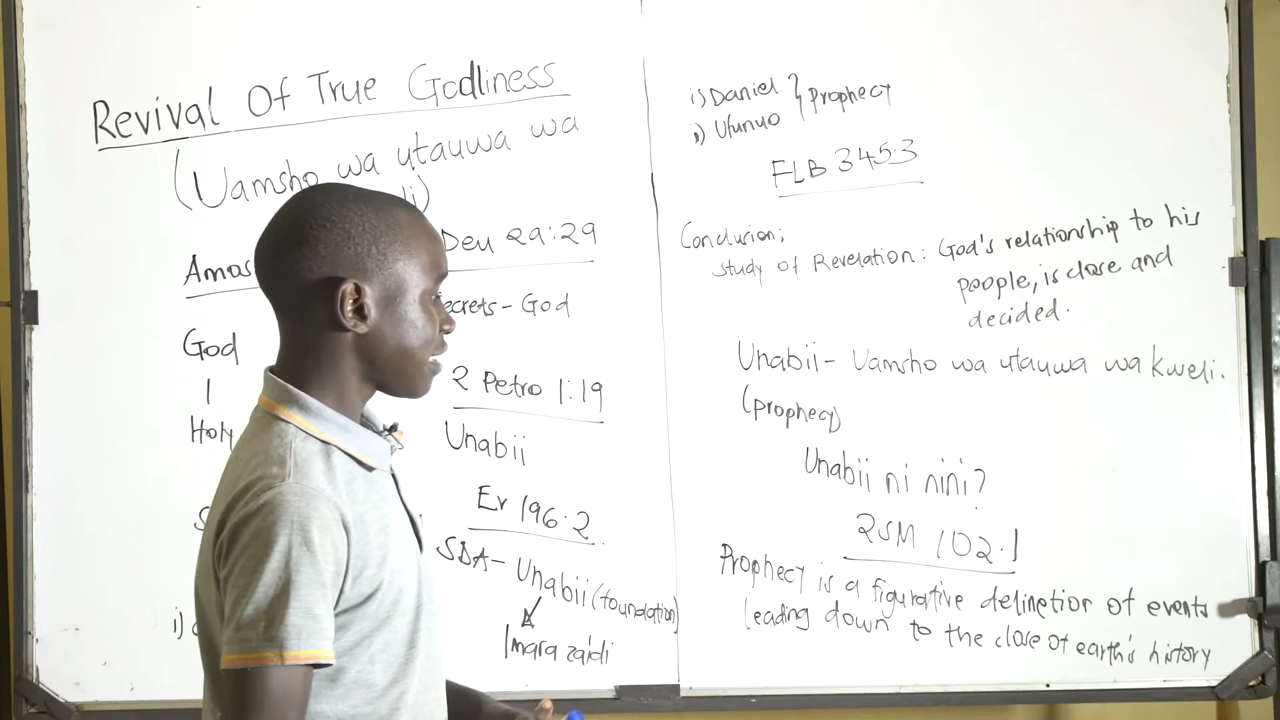 Revival Of True Godliness
(Uamsho wa utauwa wa
Amos
Deu 29:29
God
ecrets - God
Holy
2 Petro 1:19
Unabii
Ev 196.2
SDA - Unabii (foundation)
Imara zaidi
i)
i) Daniel } Prophecy
ii) Ufunuo
FLB 345.3
Conclusion;
study of Revelation: God's relationship to his
people, is close and
decided.
Unabii - Uamsho wa utauwa wa kweli.
(prophecy)
Unabii ni nini?
2SM 102.1
Prophecy is a figurative delinetior of events
leading down to the close of earth's history